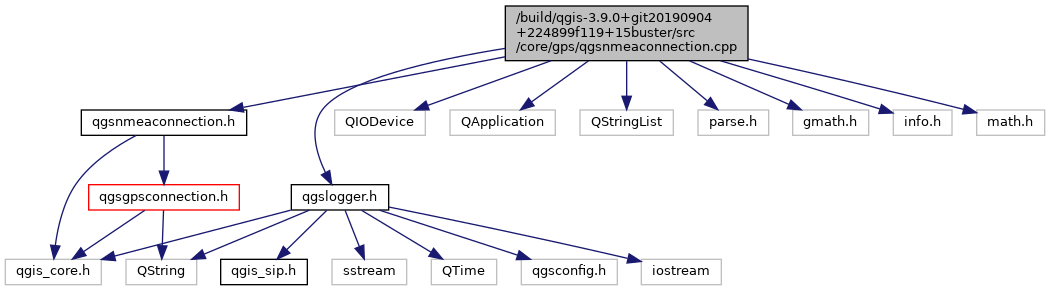 /build/qgis-3.9.0+git20190904
+224899f119+15buster/src
/core/gps/qgsnmeaconnection.cpp
qgsnmeaconnection.h
QIODevice
QApplication
QStringList
parse.h
gmath.h
info.h
math.h
qgsgpsconnection.h
qgslogger.h
qgis_core.h
QString
qgis_sip.h
sstream
QTime
qgsconfig.h
iostream